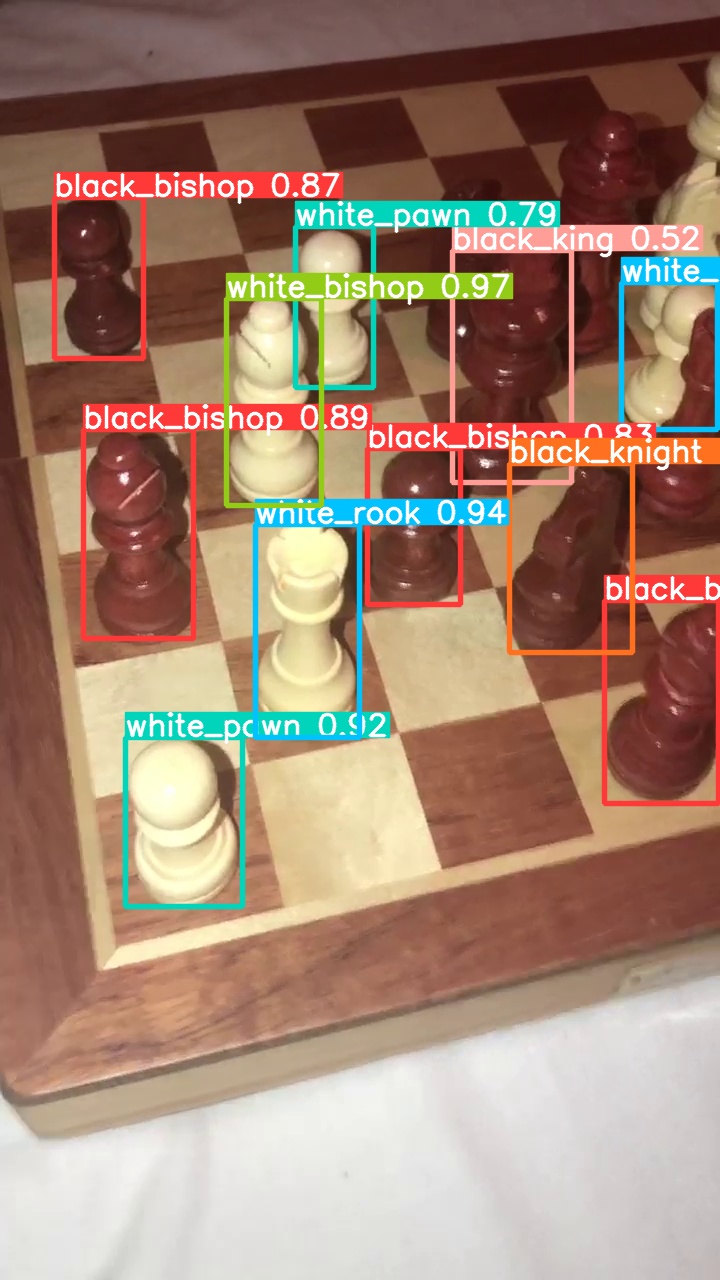 black_bishop 0.87
white_pawn 0.79
black_king 0.52
white_
white_bishop 0.97
black_bishop 0.89
black_bishop 0.83
black_knight
white_rook 0.94
black_b
white_pawn 0.92